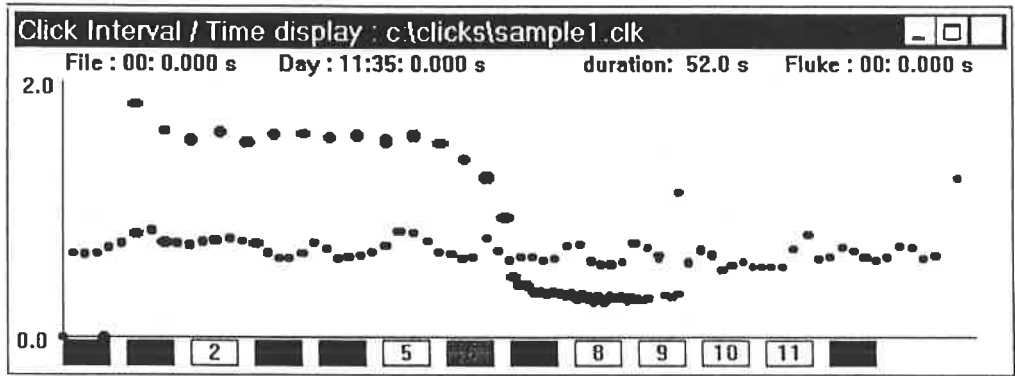 Click Interval / Time display : c:\clicks\sample1.clk
File : 00: 0.000 s Day : 11:35: 0.000 s duration: 52.0 s Fluke : 00: 0.000 s
2.0
0.0
2 5 8 9 10 11